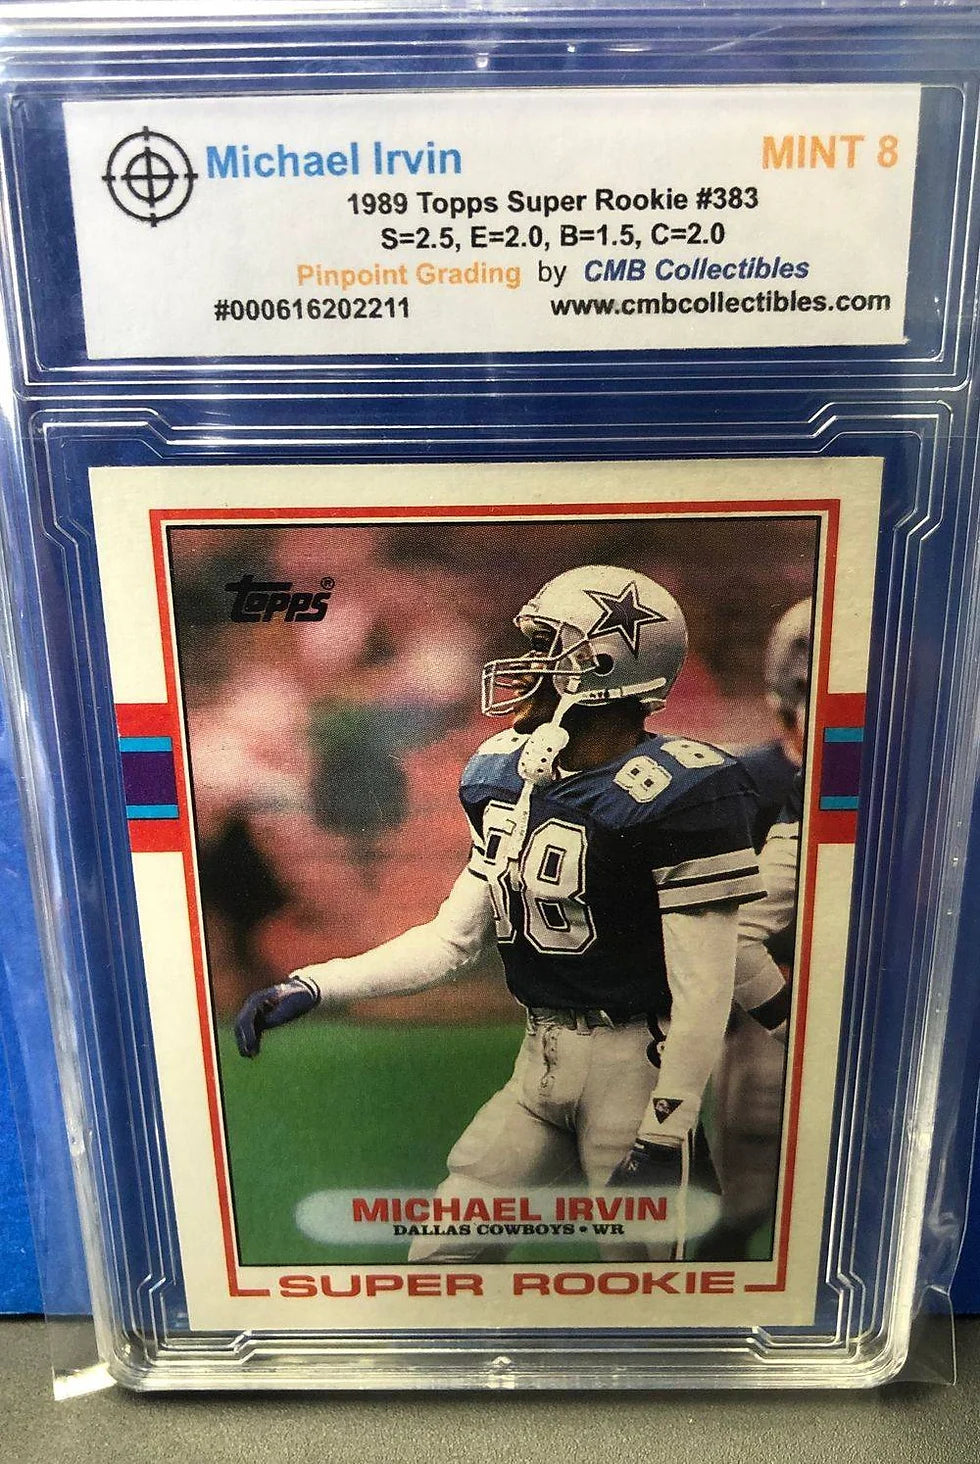 Michael Irvin MINT 8
1989 Topps Super Rookie #383
S=2.5, E=2.0, B=1.5, C=2.0
Pinpoint Grading by CMB Collectibles
#000616202211 www.cmbcollectibles.com
topps®
88
88
MICHAEL IRVIN
DALLAS COWBOYS • WR
SUPER ROOKIE